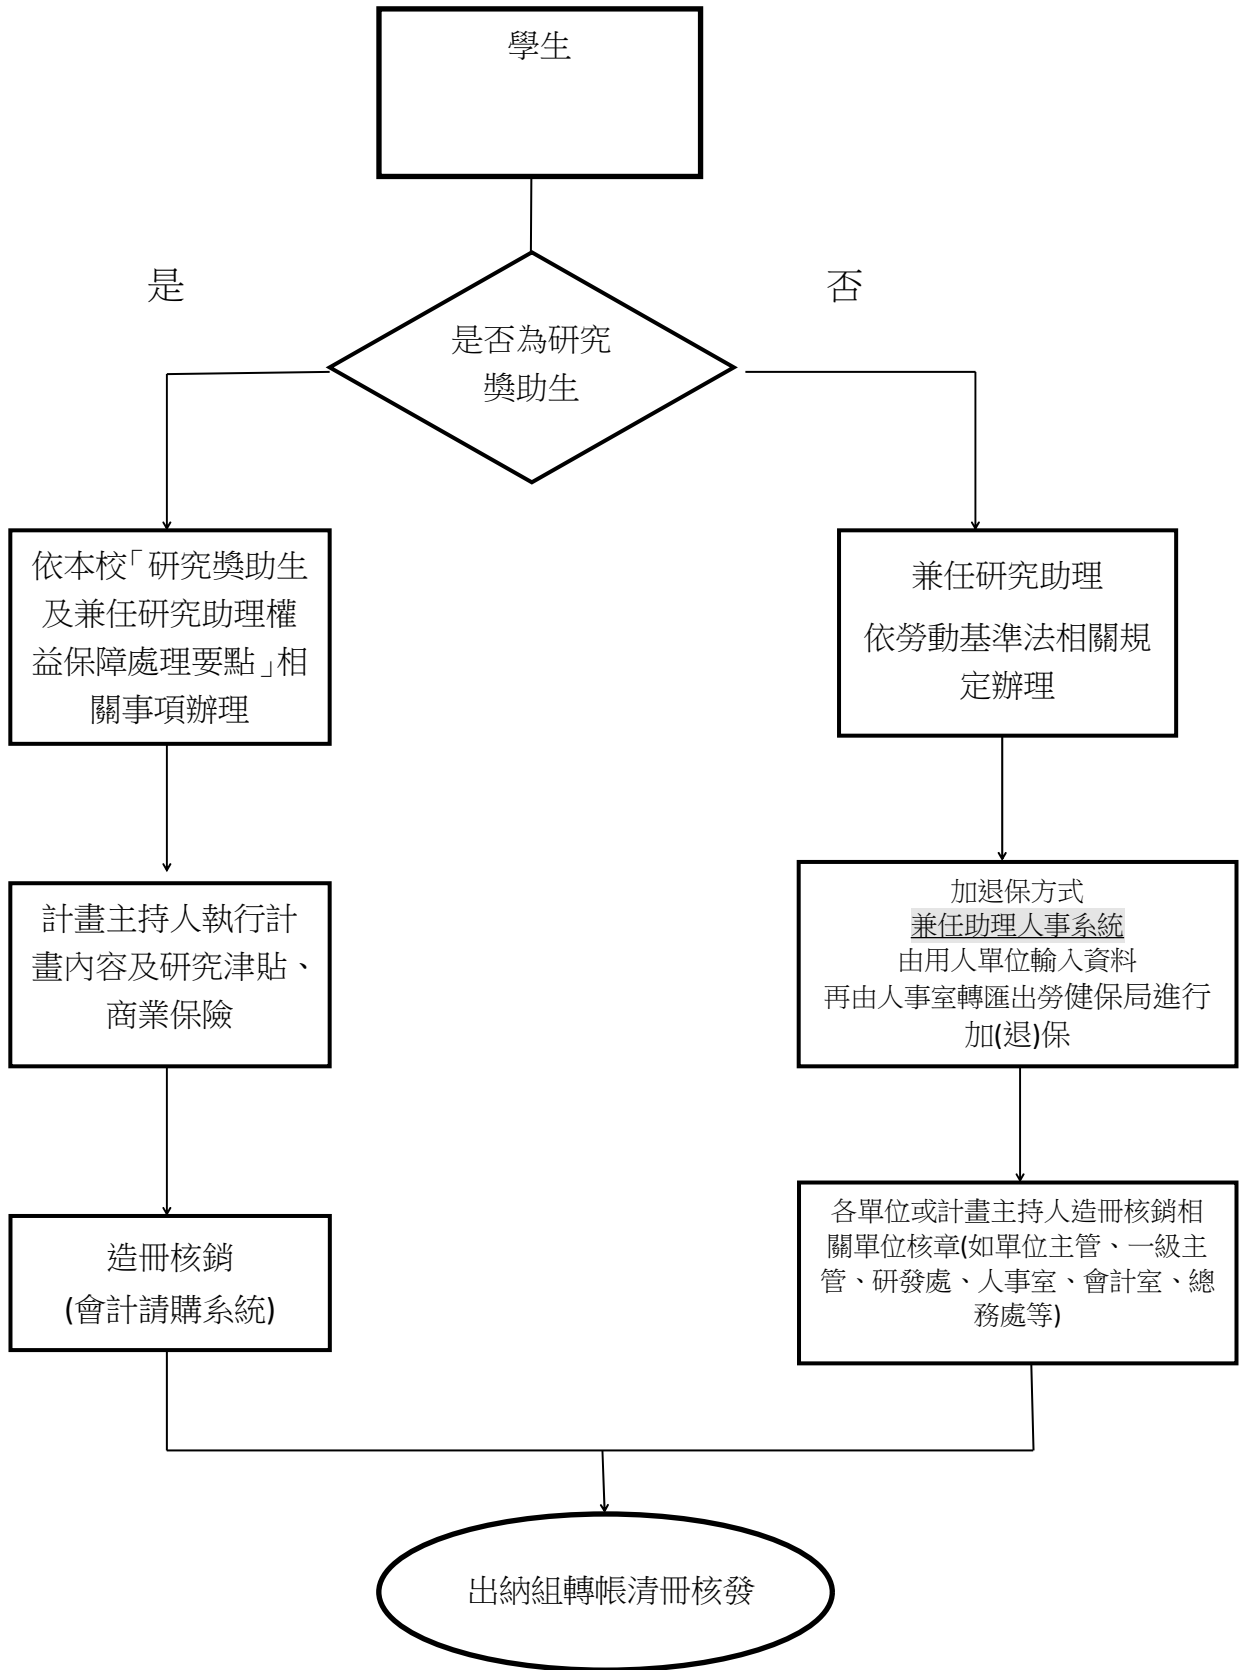 學生
是
否
是否為研究
獎助生
依本校「研究獎助生
及兼任研究助理權
益保障處理要點」相
關事項辦理
兼任研究助理
依勞動基準法相關規
定辦理
計畫主持人執行計
畫內容及研究津貼、
商業保險
加退保方式
兼任助理人事系統
由用人單位輸入資料
再由人事室轉匯出勞健保局進行
加(退)保
造冊核銷
(會計請購系統)
各單位或計畫主持人造冊核銷相
關單位核章(如單位主管、一級主
管、研發處、人事室、會計室、總
務處等)
出納組轉帳清冊核發